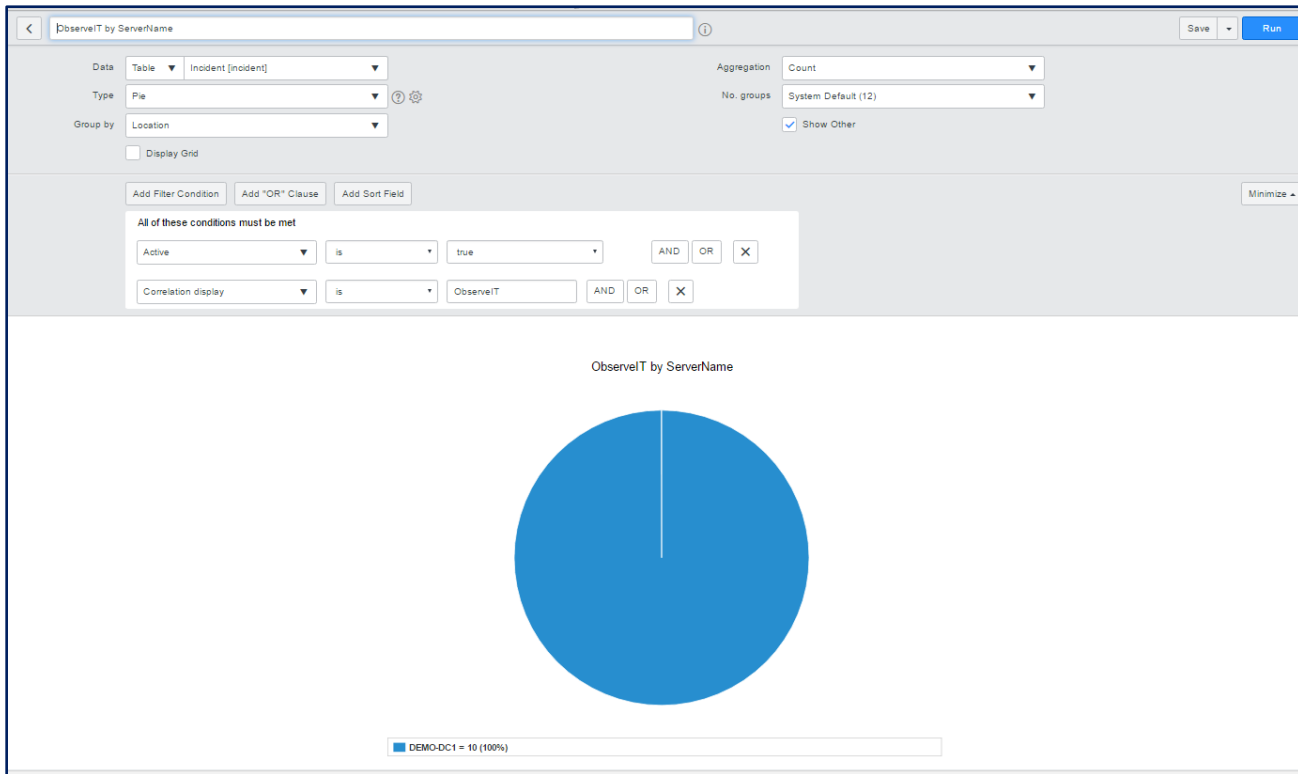 ObserveIT by ServerName
Save
Run
Data Table Incident [incident] Aggregation Count
Type Pie No. groups System Default (12)
Group by Location Show Other
Display Grid
Add Filter Condition Add "OR" Clause Add Sort Field Minimize
All of these conditions must be met
Active is true AND OR
Correlation display is ObserveIT AND OR
ObserveIT by ServerName
DEMO-DC1 = 10 (100%)